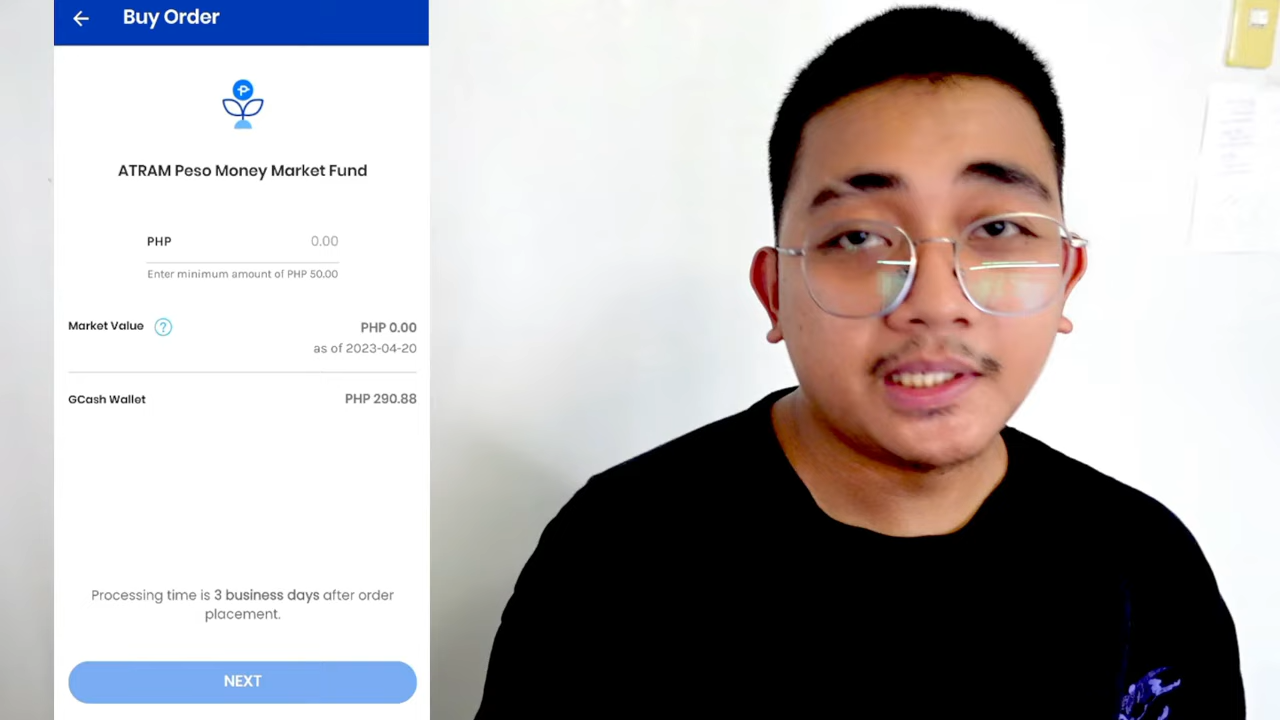 Buy Order
ATRAM Peso Money Market Fund
PHP 0.00
Enter minimum amount of PHP 50.00
Market Value ? PHP 0.00
as of 2023-04-20
GCash Wallet PHP 290.88
Processing time is 3 business days after order
placement.
NEXT